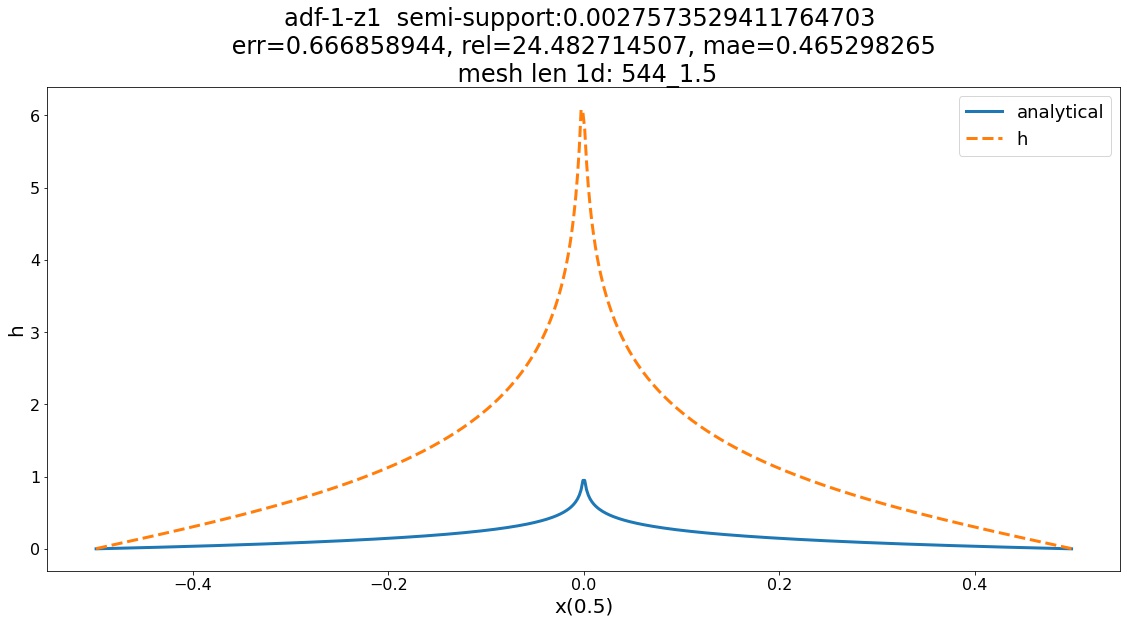 adf-1-z1  semi-support:0.0027573529411764703
err=0.666858944, rel=24.482714507, mae=0.465298265
mesh len 1d: 544_1.5
analytical
h
6
5
4
3
2
1
0
h
−0.4
−0.2
0.0
0.2
0.4
x(0.5)